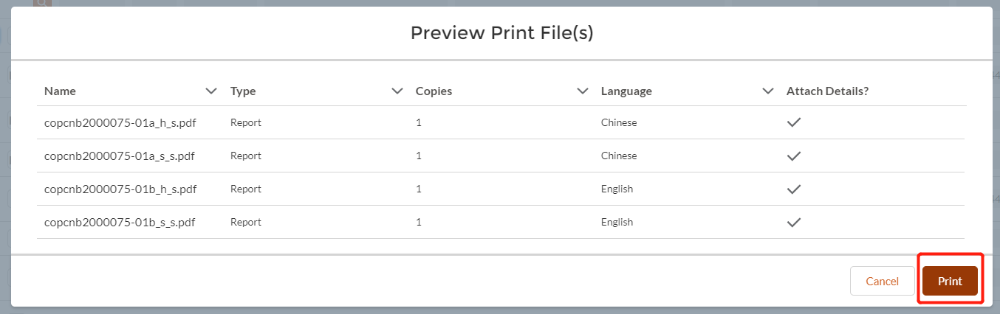 Preview Print File(s)
Name Type Copies Language Attach Details?
copcnb2000075-01a_h_s.pdf Report 1 Chinese
copcnb2000075-01a_s_s.pdf Report 1 Chinese
copcnb2000075-01b_h_s.pdf Report 1 English
copcnb2000075-01b_s_s.pdf Report 1 English
Cancel Print